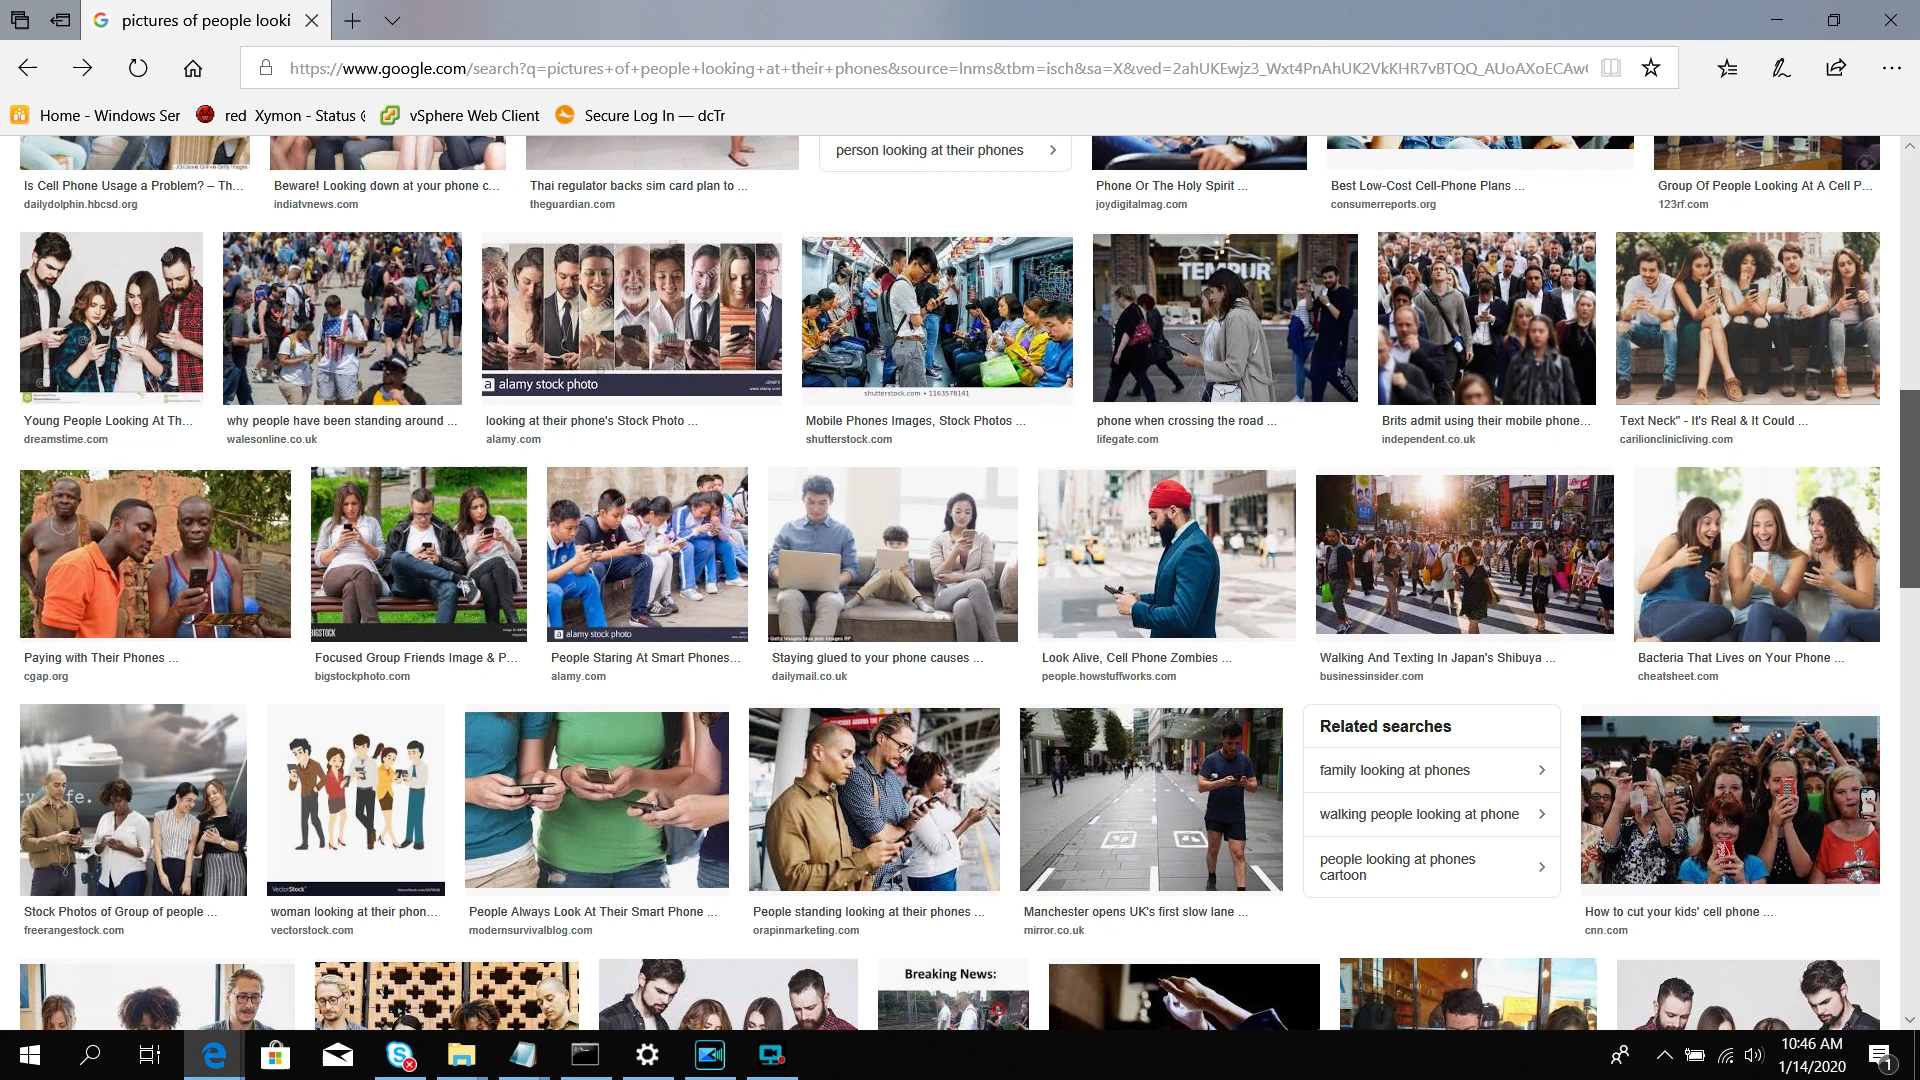 pictures of people looki
https://www.google.com/search?q=pictures+of+people+looking+at+their+phones&source=lnms&tbm=isch&sa=X&ved=2ahUKEwjz3_Wxt4PnAhUK2VkKHR7vBTQQ_AUoAXoECAw
Home - Windows Ser
red Xymon - Status
vSphere Web Client
Secure Log In — dcTr
person looking at their phones
Is Cell Phone Usage a Problem? – Th...
dailydolphin.hbcsd.org
Beware! Looking down at your phone c...
indiatvnews.com
Thai regulator backs sim card plan to ...
theguardian.com
Phone Or The Holy Spirit ...
joydigitalmag.com
Best Low-Cost Cell-Phone Plans ...
consumerreports.org
Group Of People Looking At A Cell P...
123rf.com
alamy stock photo
shutterstock.com • 1163578141
TEMPUR
Young People Looking At Th...
dreamstime.com
why people have been standing around ...
walesonline.co.uk
looking at their phone's Stock Photo ...
alamy.com
Mobile Phones Images, Stock Photos ...
shutterstock.com
phone when crossing the road ...
lifegate.com
Brits admit using their mobile phone...
independent.co.uk
Text Neck" - It's Real & It Could ...
carilionclinicliving.com
BIGSTOCK
alamy stock photo
Paying with Their Phones ...
cgap.org
Focused Group Friends Image & P...
bigstockphoto.com
People Staring At Smart Phones...
alamy.com
Staying glued to your phone causes ...
dailymail.co.uk
Look Alive, Cell Phone Zombies ...
people.howstuffworks.com
Walking And Texting In Japan's Shibuya ...
businessinsider.com
Bacteria That Lives on Your Phone ...
cheatsheet.com
VectorStock
Related searches
family looking at phones
walking people looking at phone
people looking at phones
cartoon
Stock Photos of Group of people ...
freerangestock.com
woman looking at their phon...
vectorstock.com
People Always Look At Their Smart Phone ...
modernsurvivalblog.com
People standing looking at their phones ...
orapinmarketing.com
Manchester opens UK's first slow lane ...
mirror.co.uk
How to cut your kids' cell phone ...
cnn.com
Breaking News:
10:46 AM
1/14/2020
1